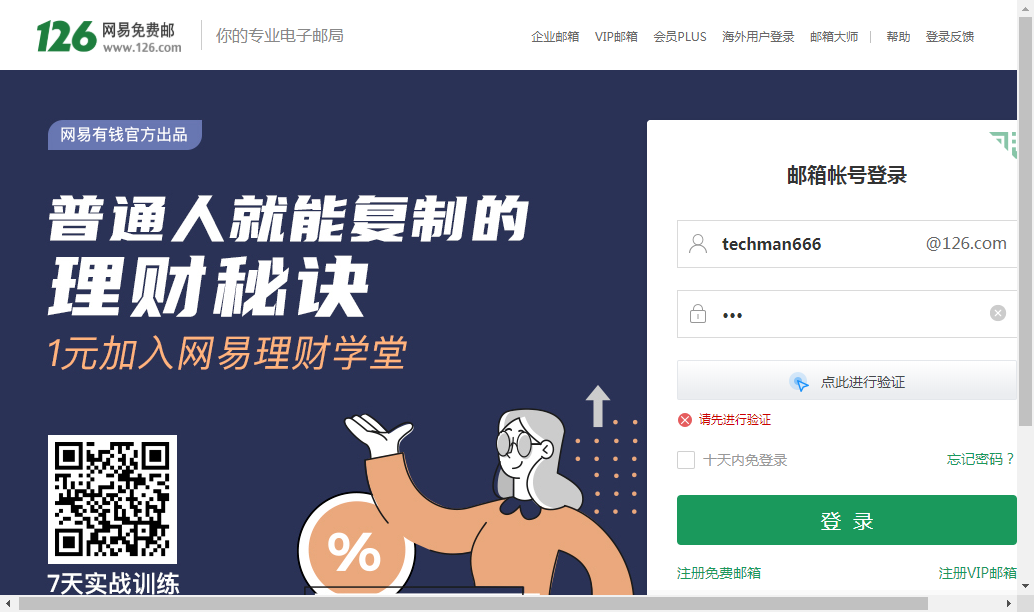 126 网易免费邮
www.126.com
你的专业电子邮局
企业邮箱 VIP邮箱 会员PLUS 海外用户登录 邮箱大师 | 帮助 登录反馈
网易有钱官方出品
普通人就能复制的
理财秘诀
1元加入网易理财学堂
%
7天实战训练
邮箱帐号登录
techman666 @126.com
•••
点此进行验证
请先进行验证
十天内免登录 忘记密码？
登 录
注册免费邮箱 注册VIP邮箱